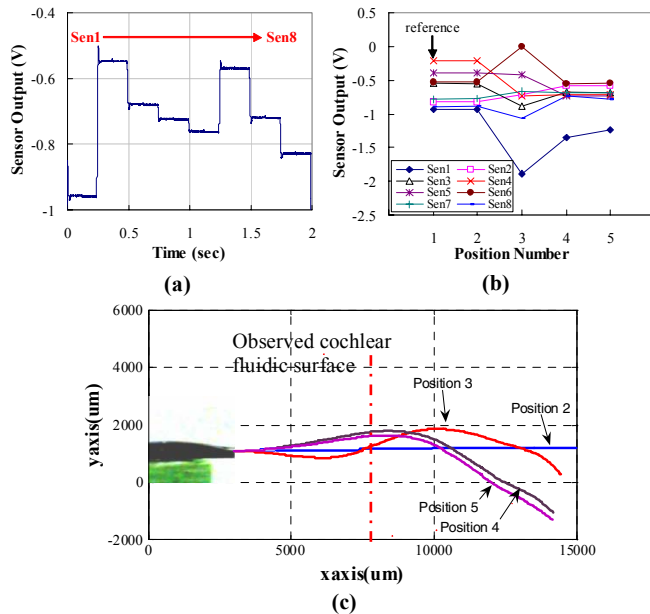 (a)
Sensor Output (V)
-0.4
-0.6
-0.8
-1
Sen1
Sen8
0
0.5
1
1.5
2
Time (sec)
(b)
Sensor Output (V)
0.5
0
-0.5
-1
-1.5
-2
-2.5
reference
Sen1
Sen2
Sen3
Sen4
Sen5
Sen6
Sen7
Sen8
1
2
3
4
5
Position Number
(a)
(b)
6000
4000
2000
0
-2000
yaxis(um)
Observed cochlear
fluidic surface
Position 3
Position 2
Position 5
Position 4
0
5000
10000
15000
xaxis(um)
(c)